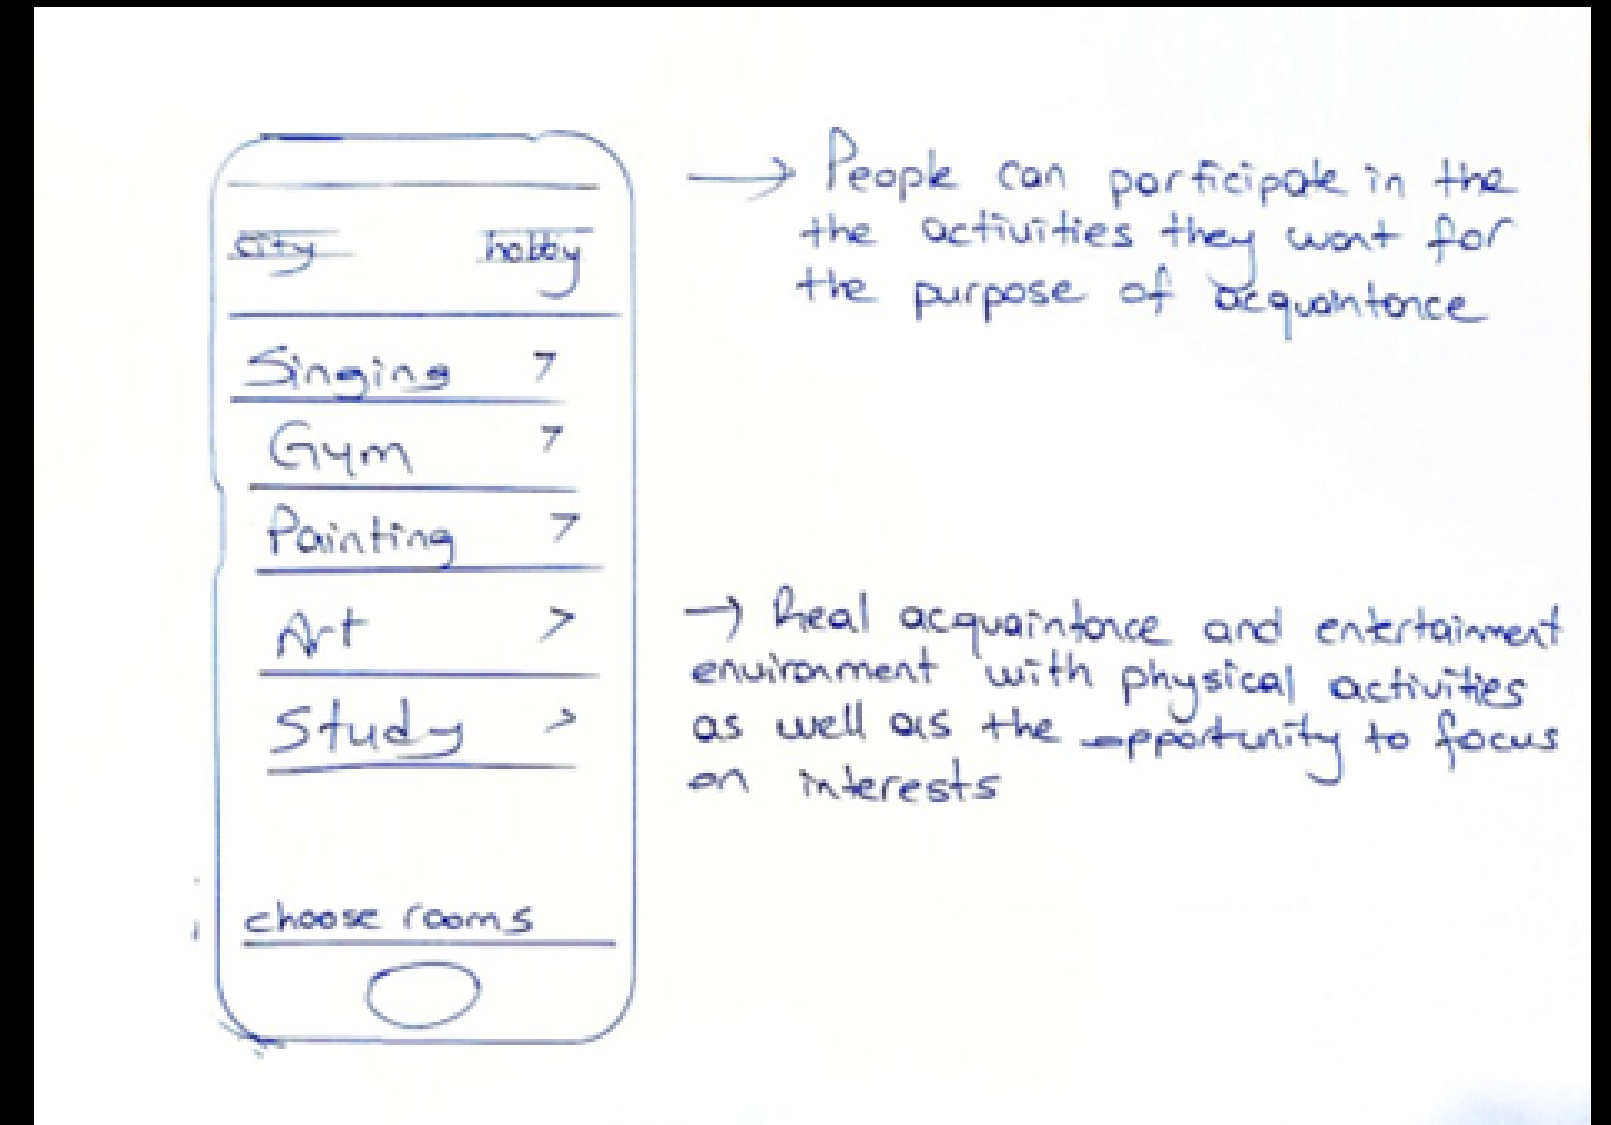 city hobby
Singing >
Gym >
Painting >
Art >
Study >
choose rooms
→ People can participate in the
the activities they want for
the purpose of acquaintance
→ Real acquaintance and entertainment
environment with physical activities
as well as the opportunity to focus
on interests